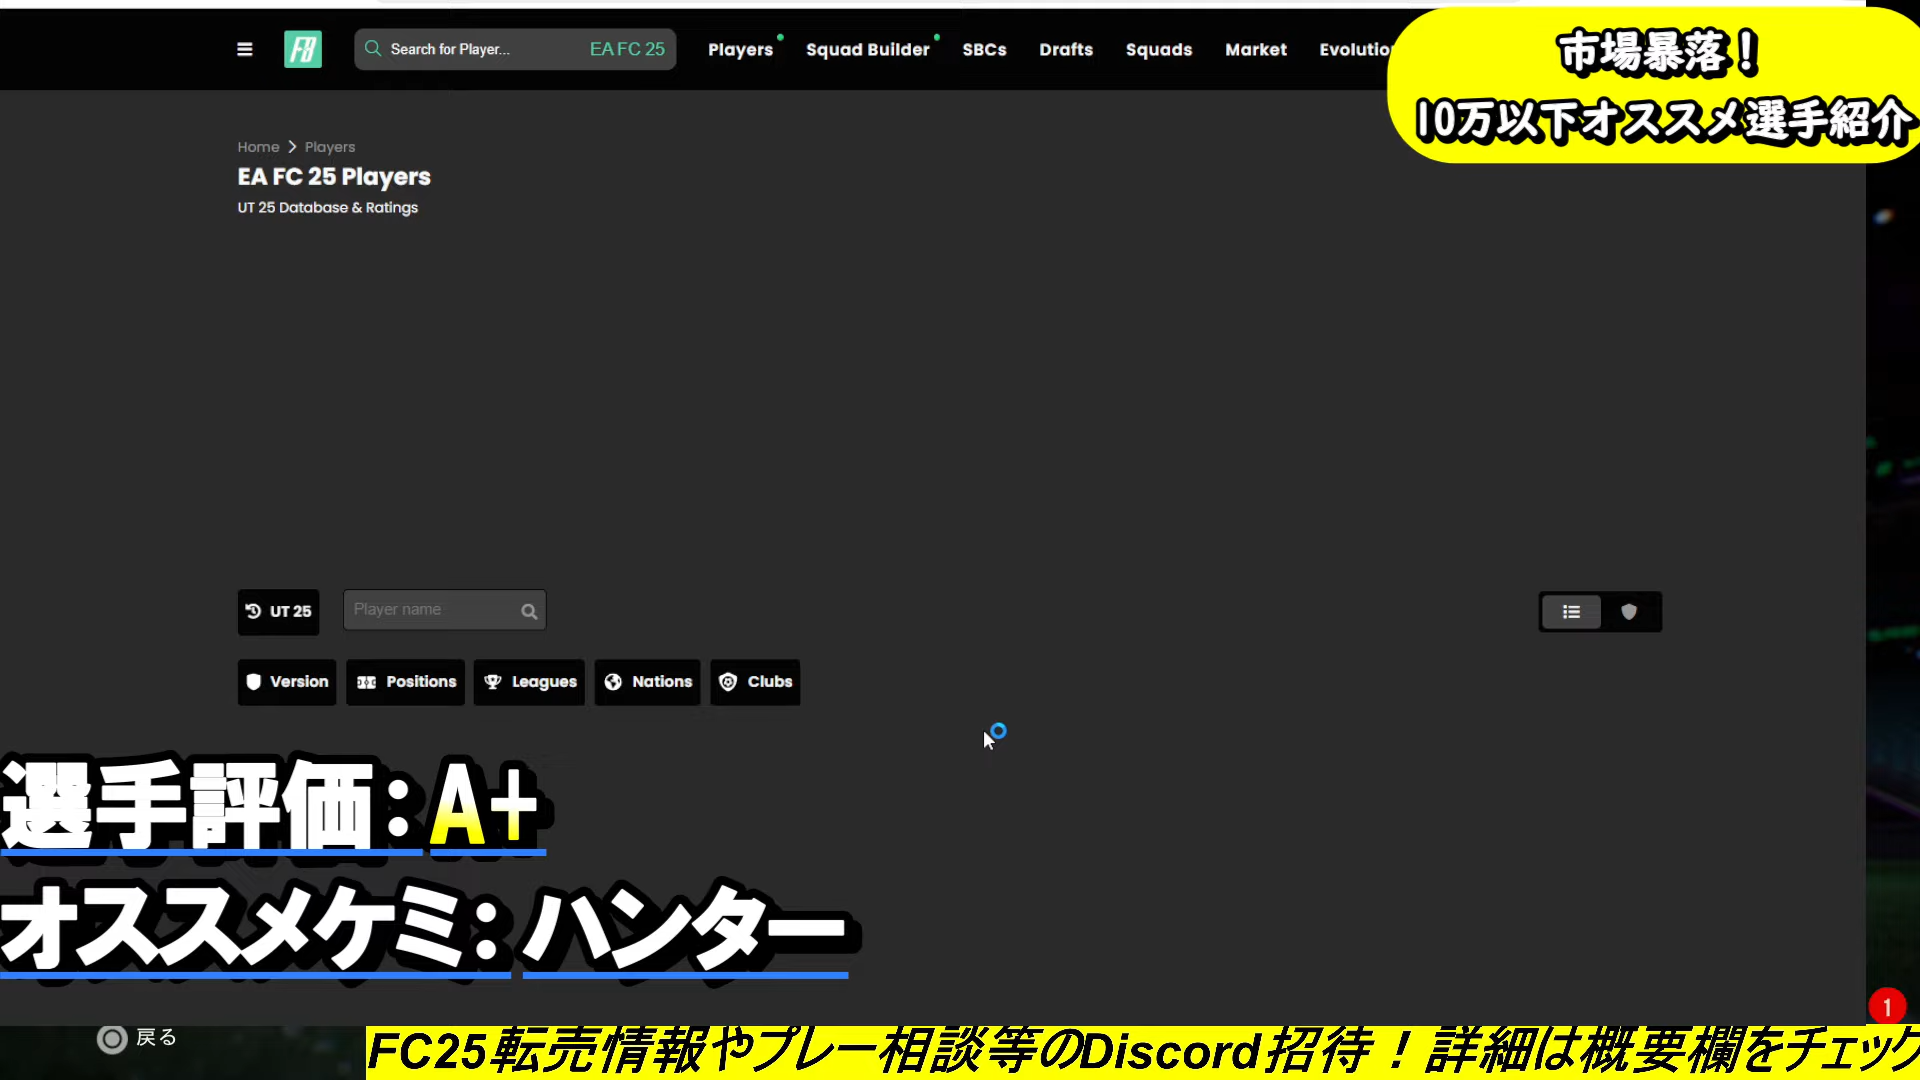 Search for Player... EA FC 25 Players Squad Builder SBCs Drafts Squads Market Evolutio
市場暴落！
10万以下オススメ選手紹介
Home Players
EA FC 25 Players
UT 25 Database & Ratings
UT 25 Player name
Version Positions Leagues Nations Clubs
選手評価：A+
オススメケミ：ハンター
1
戻る
FC25転売情報やプレー相談等のDiscord招待！詳細は概要欄をチェック